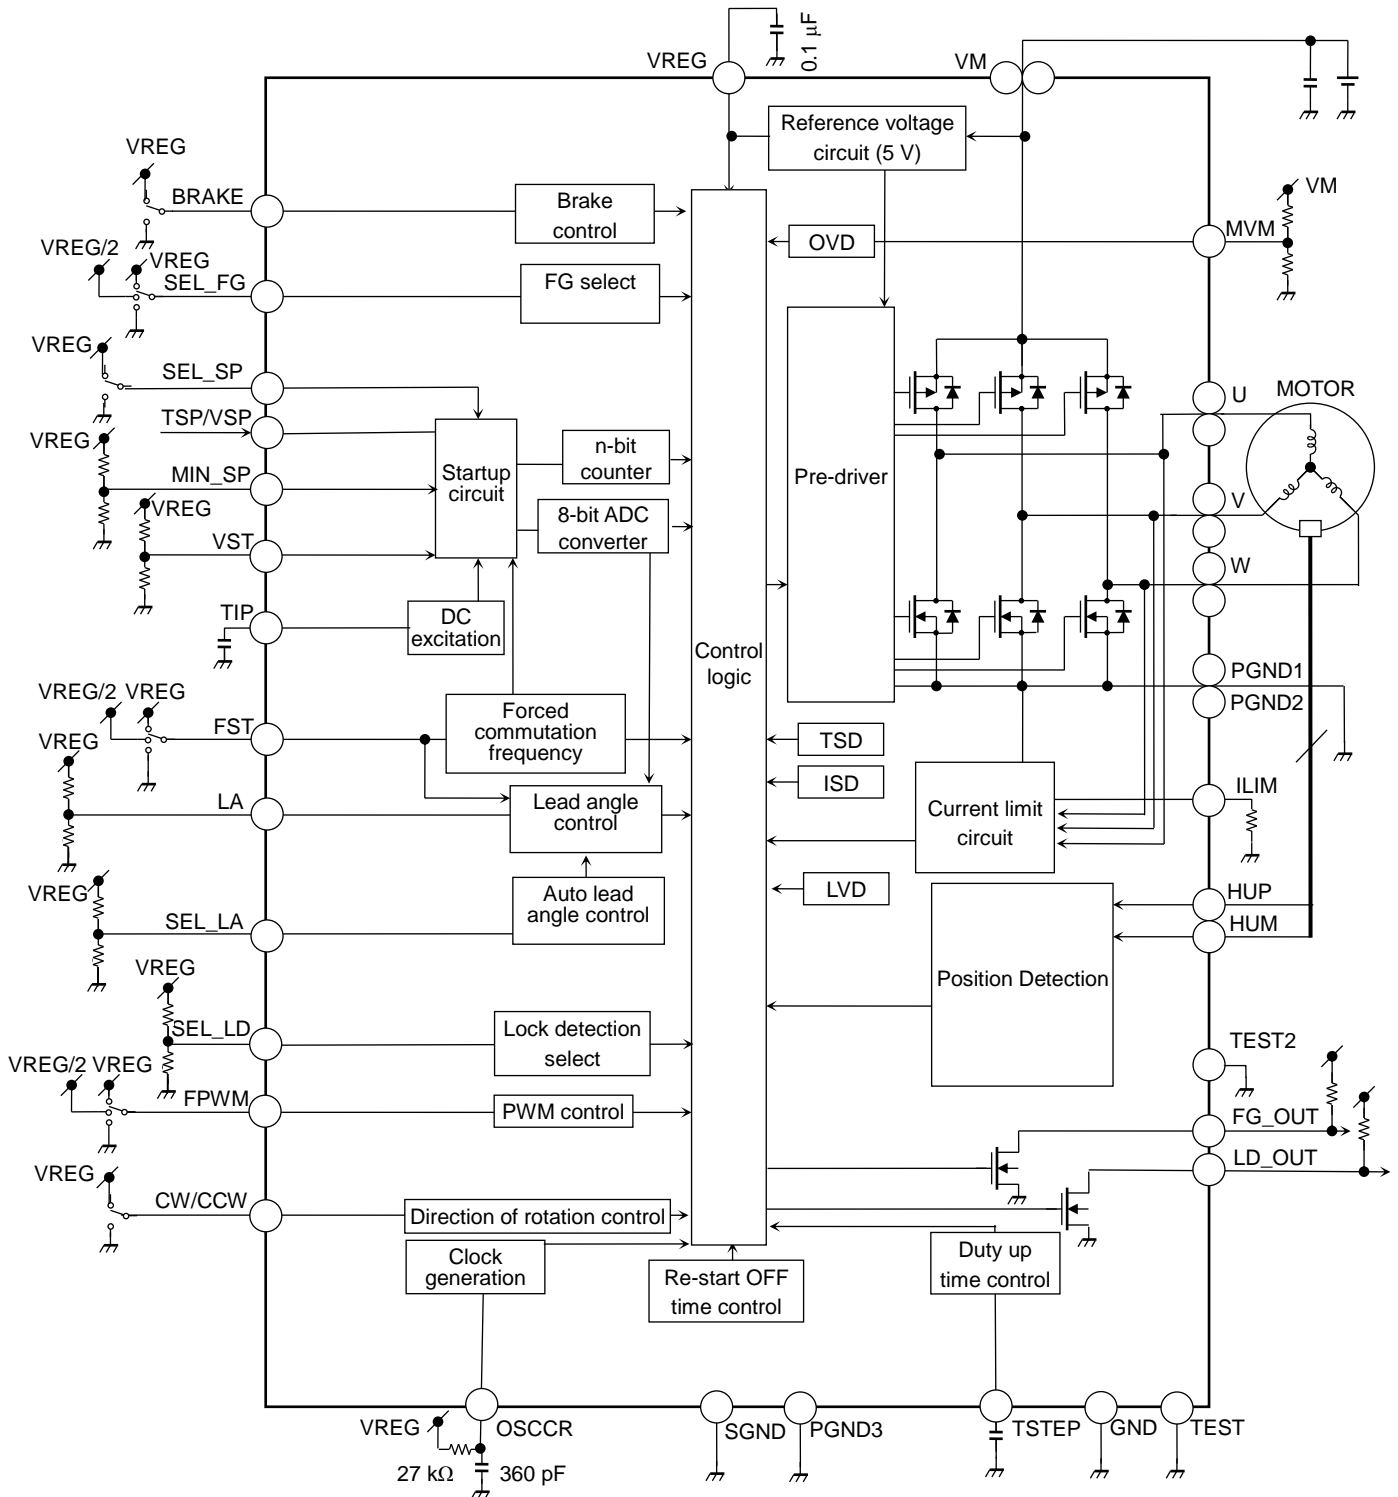 0.1 μF
VREG
VM
Reference voltage
circuit (5 V)
VREG
BRAKE
Brake
control
VM
MVM
OVD
VREG/2
VREG
SEL_FG
FG select
VREG
SEL_SP
TSP/VSP
VREG
MIN_SP
VREG
VST
Startup
circuit
n-bit
counter
8-bit ADC
converter
Pre-driver
U
MOTOR
V
W
TIP
DC
excitation
Control
logic
PGND1
PGND2
VREG/2
VREG
FST
VREG
Forced
commutation
frequency
TSD
ISD
LA
Lead angle
control
Current limit
circuit
ILIM
VREG
SEL_LA
Auto lead
angle control
LVD
HUP
HUM
Position Detection
VREG
SEL_LD
Lock detection
select
TEST2
VREG/2
VREG
FPWM
PWM control
FG_OUT
LD_OUT
VREG
CW/CCW
Direction of rotation control
Clock
generation
Re-start OFF
time control
Duty up
time control
VREG
OSCCR
27 kΩ
360 pF
SGND
PGND3
TSTEP
GND
TEST